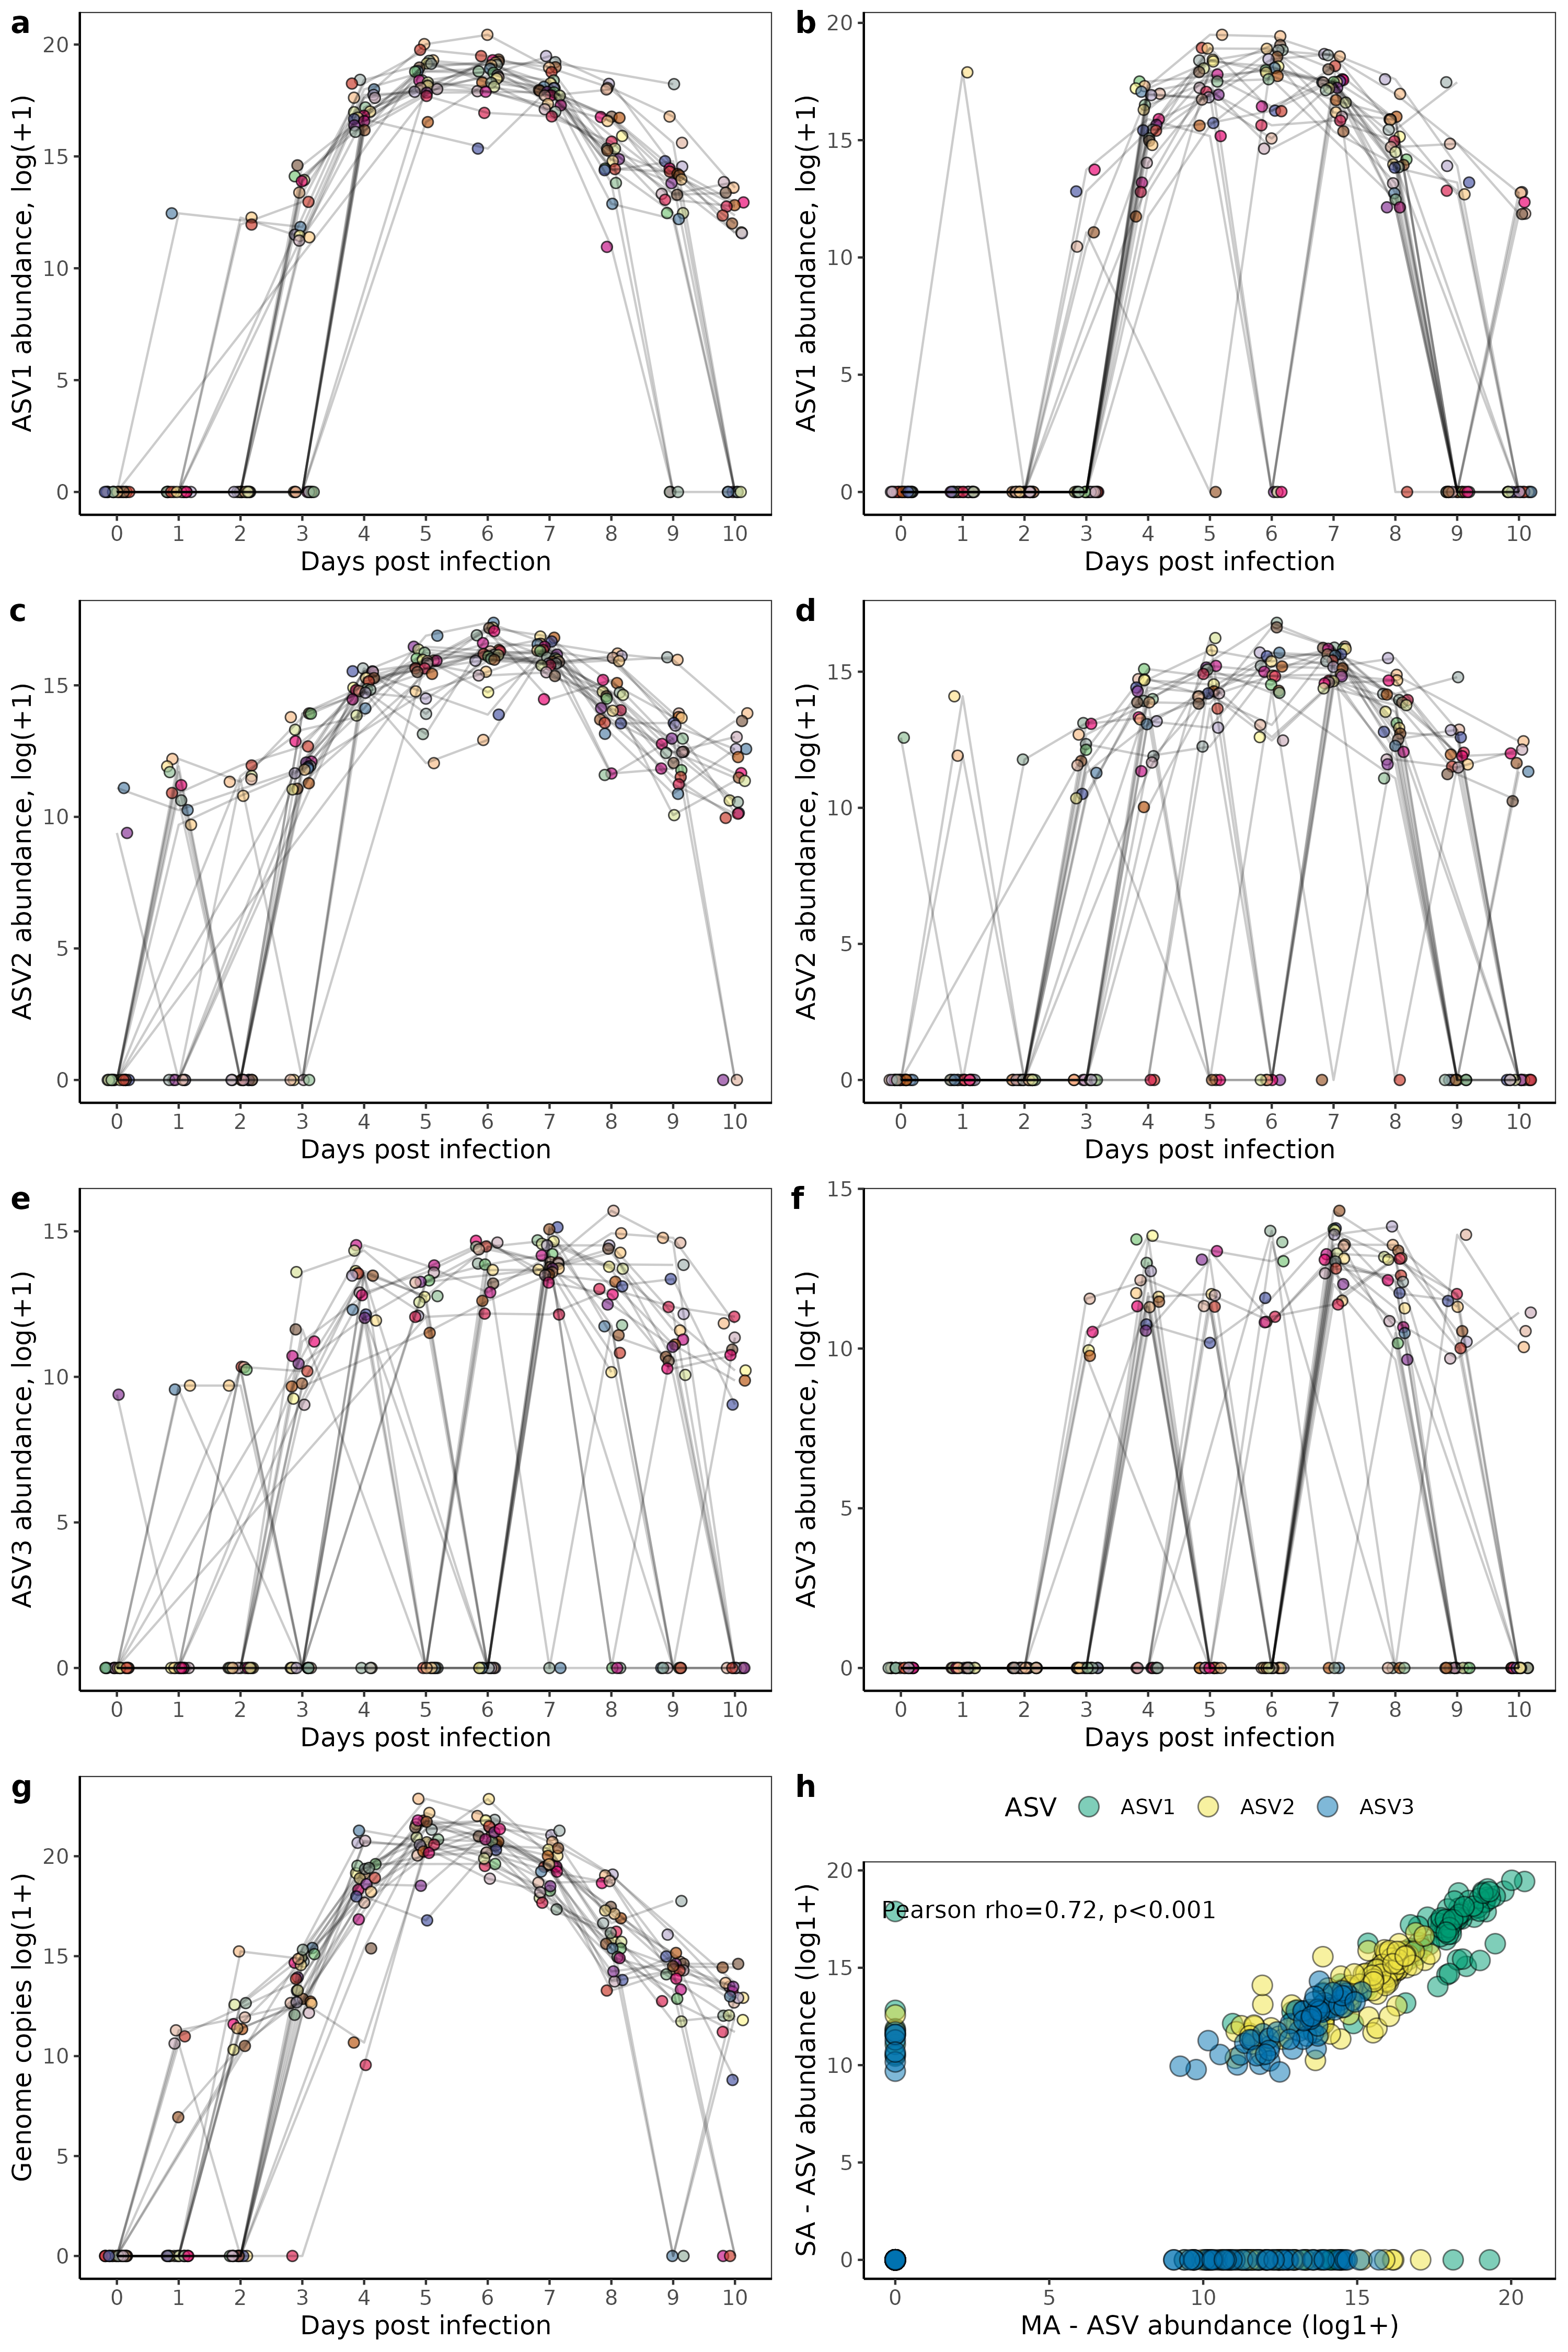 a
ASV1 abundance, log(+1)
20
15
10
5
0
0 1 2 3 4 5 6 7 8 9 10
Days post infection
b
ASV1 abundance, log(+1)
20
15
10
5
0
0 1 2 3 4 5 6 7 8 9 10
Days post infection
c
ASV2 abundance, log(+1)
15
10
5
0
0 1 2 3 4 5 6 7 8 9 10
Days post infection
d
ASV2 abundance, log(+1)
15
10
5
0
0 1 2 3 4 5 6 7 8 9 10
Days post infection
e
ASV3 abundance, log(+1)
15
10
5
0
0 1 2 3 4 5 6 7 8 9 10
Days post infection
f
ASV3 abundance, log(+1)
15
10
5
0
0 1 2 3 4 5 6 7 8 9 10
Days post infection
g
Genome copies log(1+)
20
15
10
5
0
0 1 2 3 4 5 6 7 8 9 10
Days post infection
h
ASV ASV1 ASV2 ASV3
SA - ASV abundance (log1+)
20
15
10
5
0
Pearson rho=0.72, p<0.001
0 5 10 15 20
MA - ASV abundance (log1+)